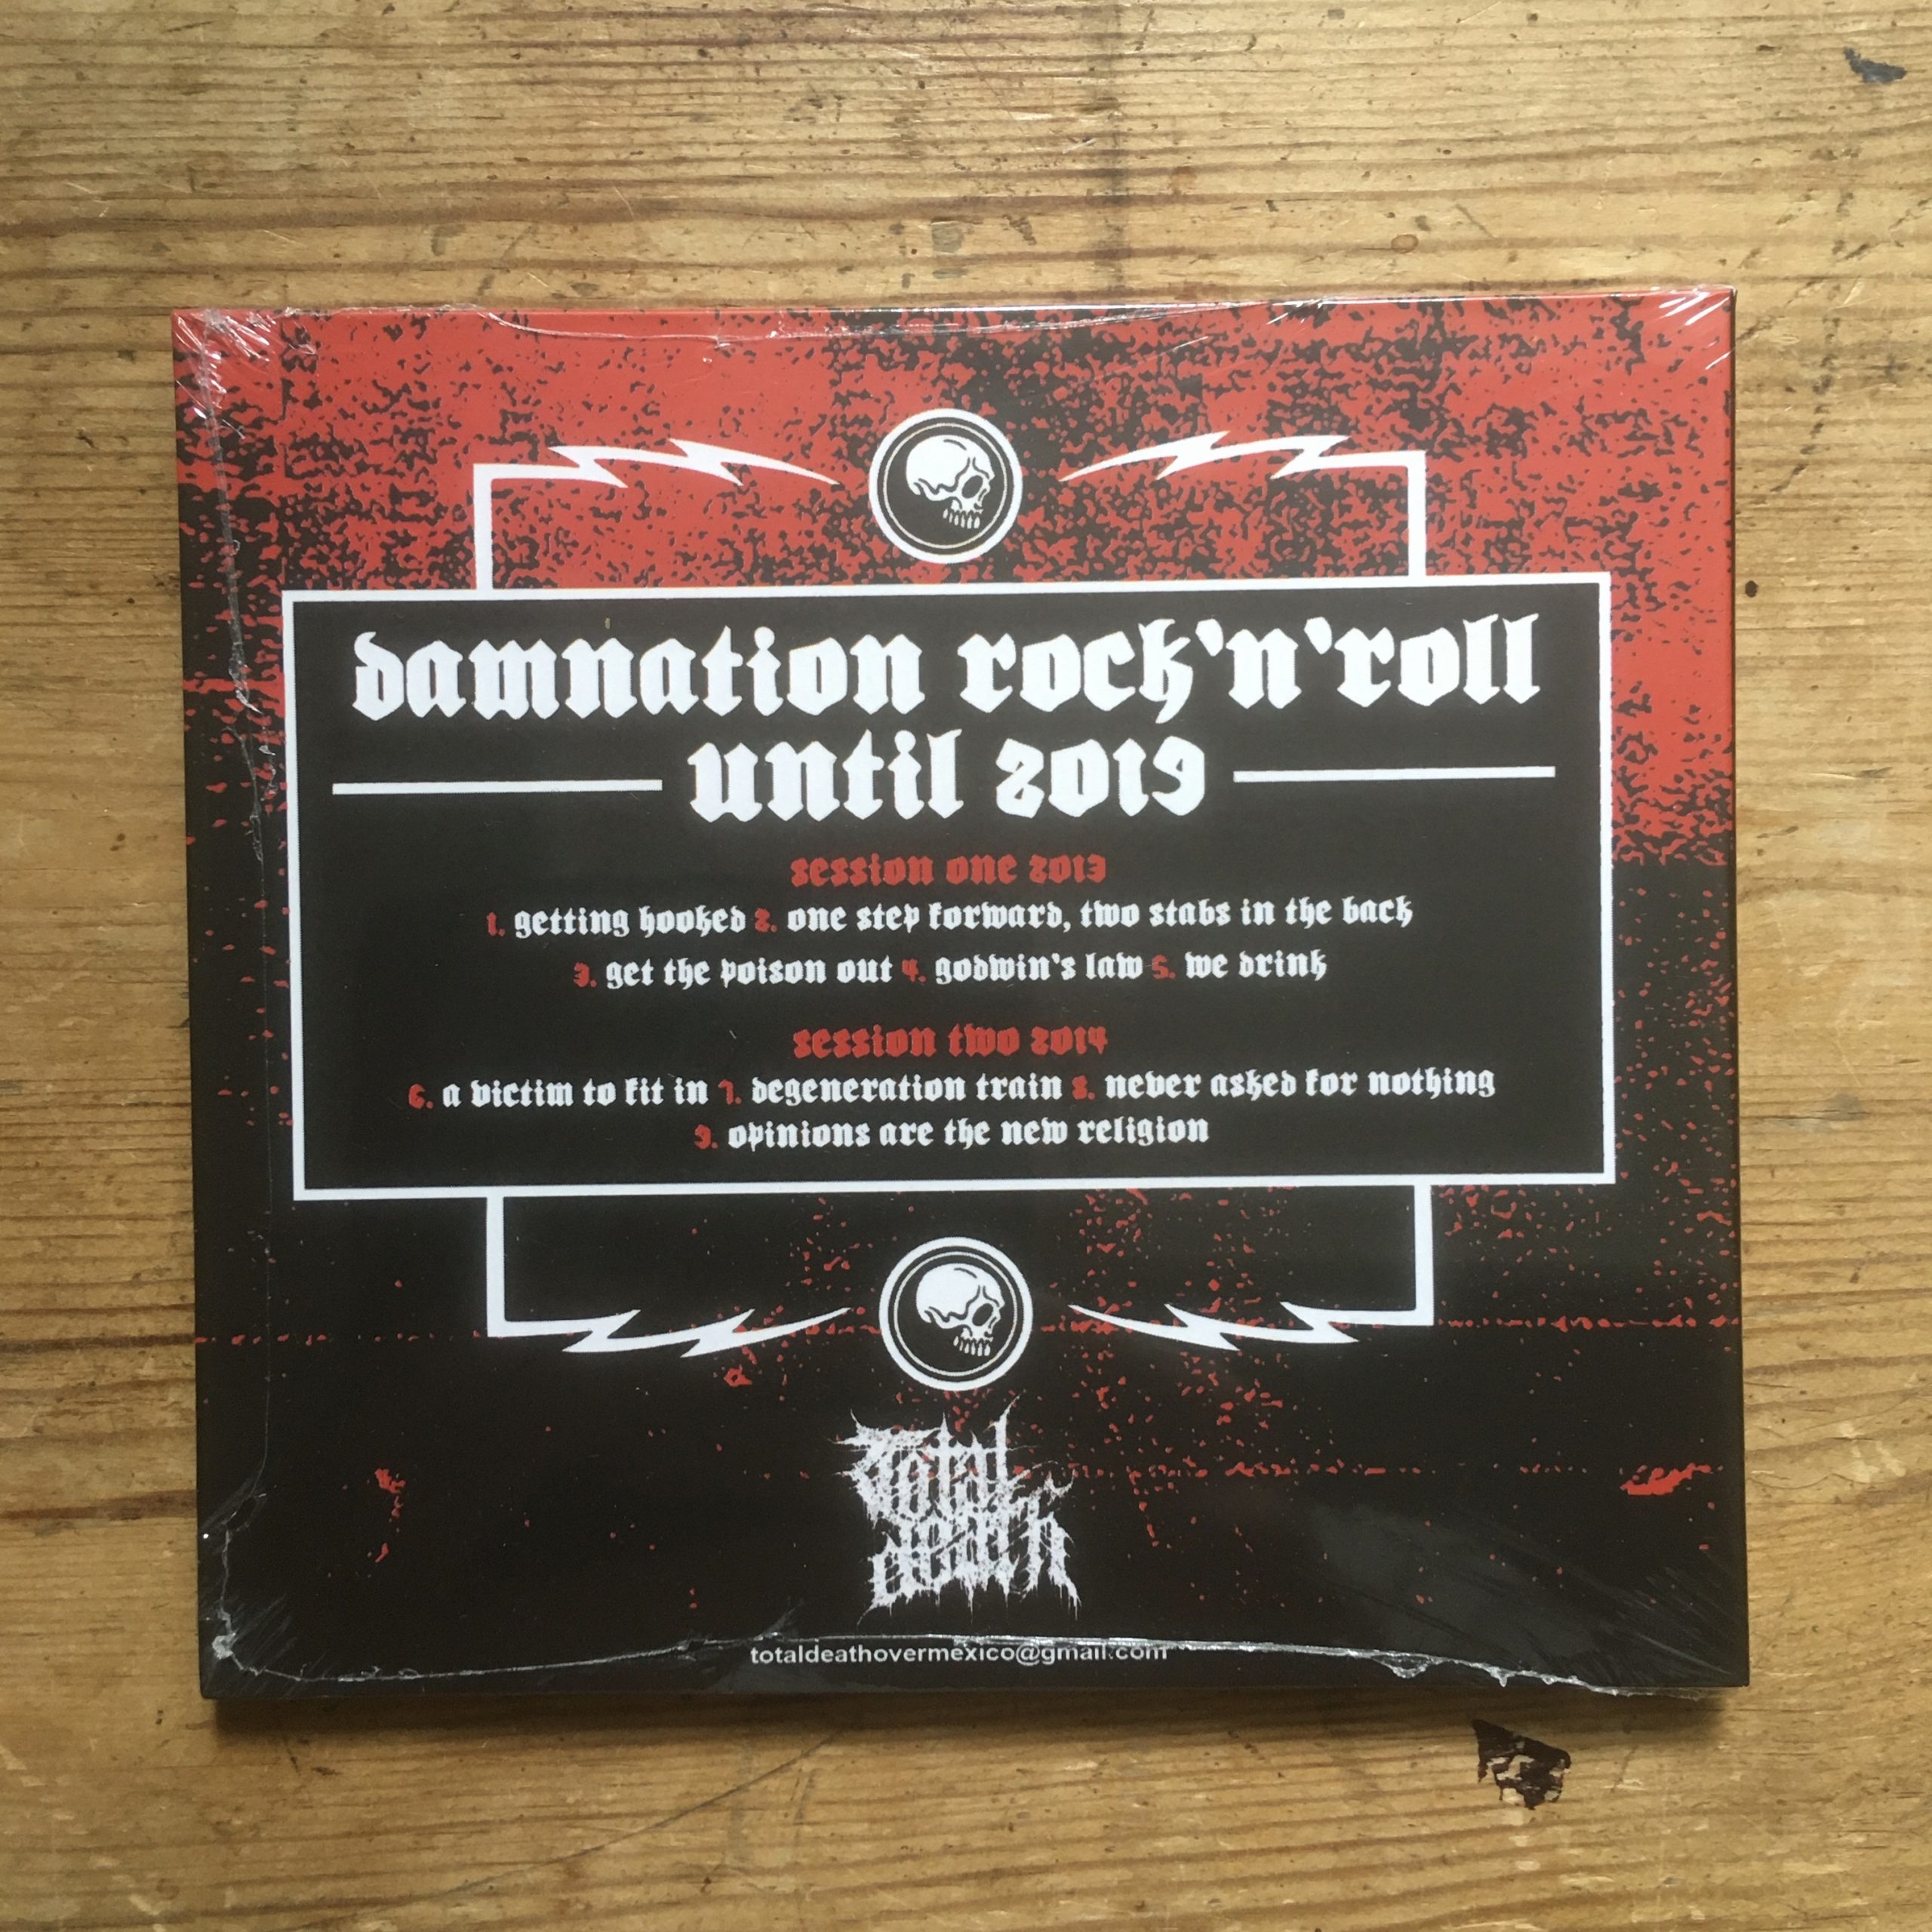 damnation rock'n'roll
until 2019
session one 2013
1. getting hooked 2. one step forward, two stabs in the back
3. get the poison out 4. godwin's law 5. we drink
session two 2014
6. a victim to fit in 7. degeneration train 8. never asked for nothing
9. opinions are the new religion
Total
death
totaldeathovermexico@gmail.com